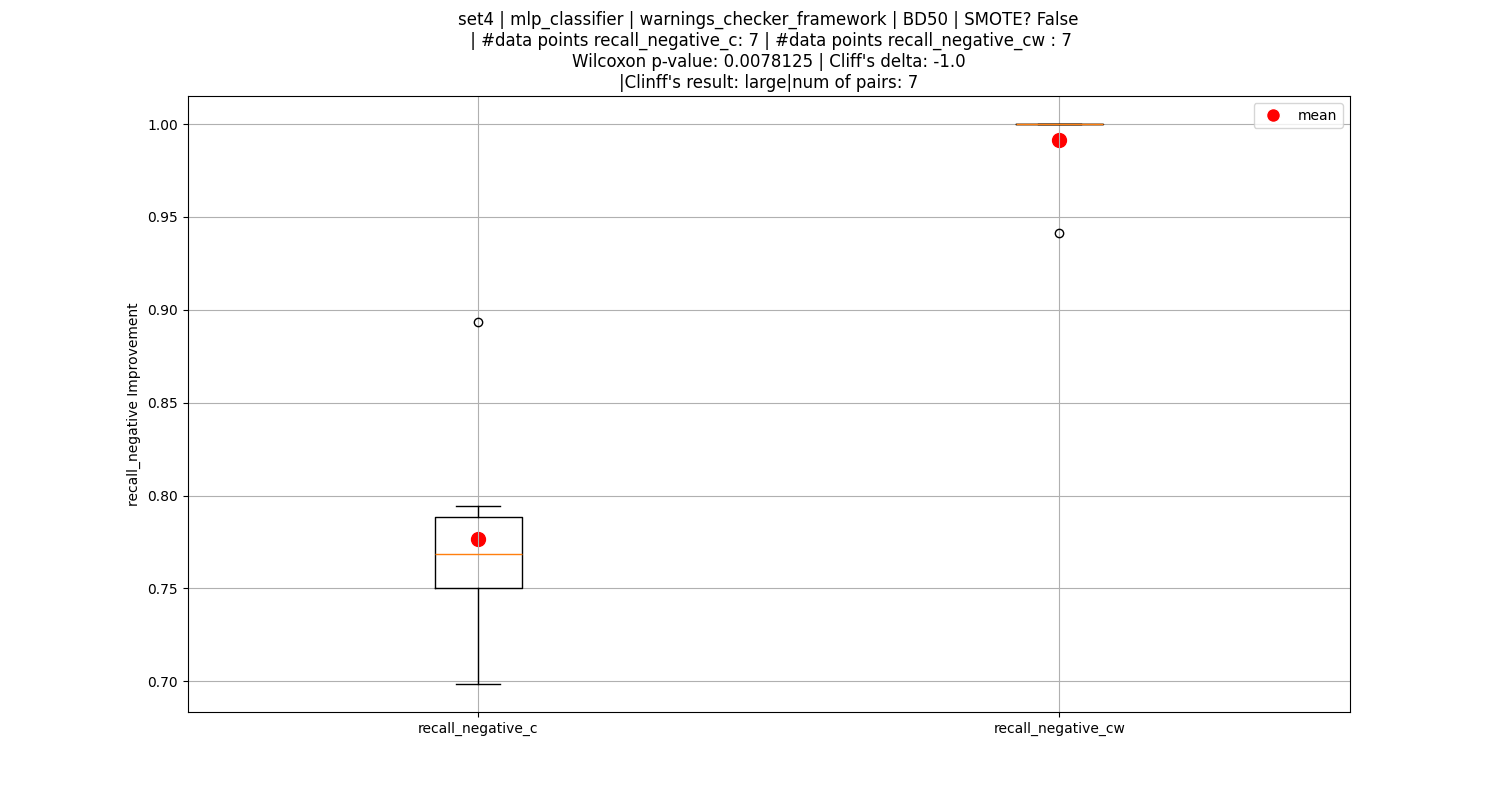 set4 | mlp_classifier | warnings_checker_framework | BD50 | SMOTE? False
| #data points recall_negative_c: 7 | #data points recall_negative_cw : 7
Wilcoxon p-value: 0.0078125 | Cliff's delta: -1.0
|Clinff's result: large|num of pairs: 7
mean
1.00
0.95
0.90
0.85
0.80
0.75
0.70
recall_negative Improvement
recall_negative_c
recall_negative_cw